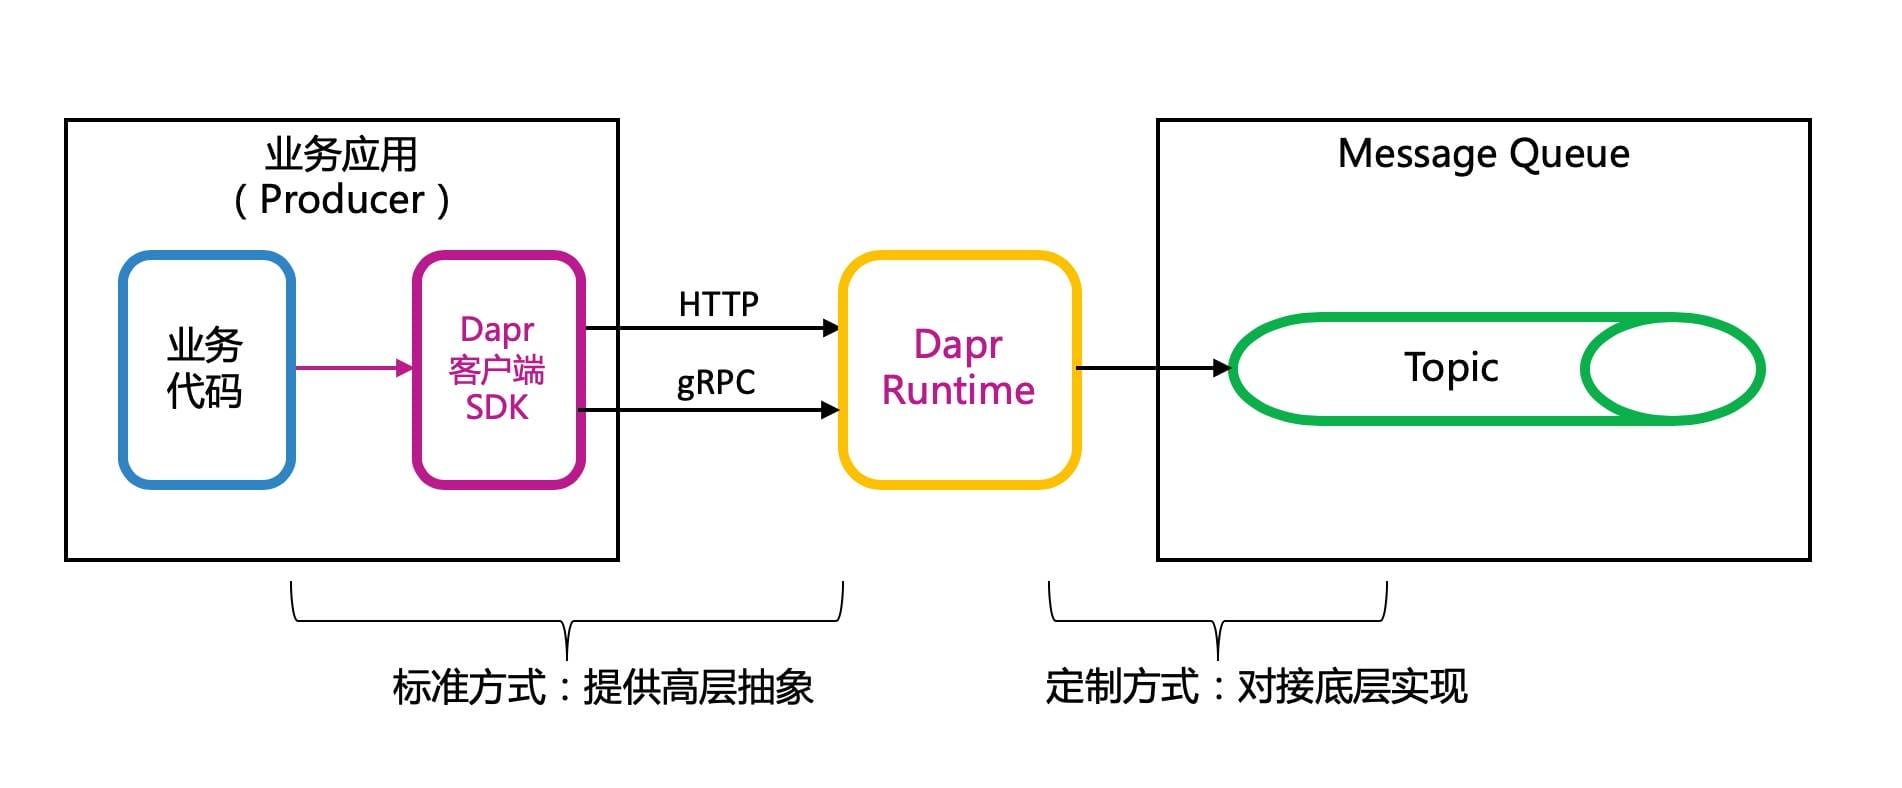 业务应用
（ Producer ）
Message Queue
业务
代码
Dapr
客户端
SDK
HTTP
gRPC
Dapr
Runtime
Topic
标准方式：提供高层抽象
定制方式：对接底层实现